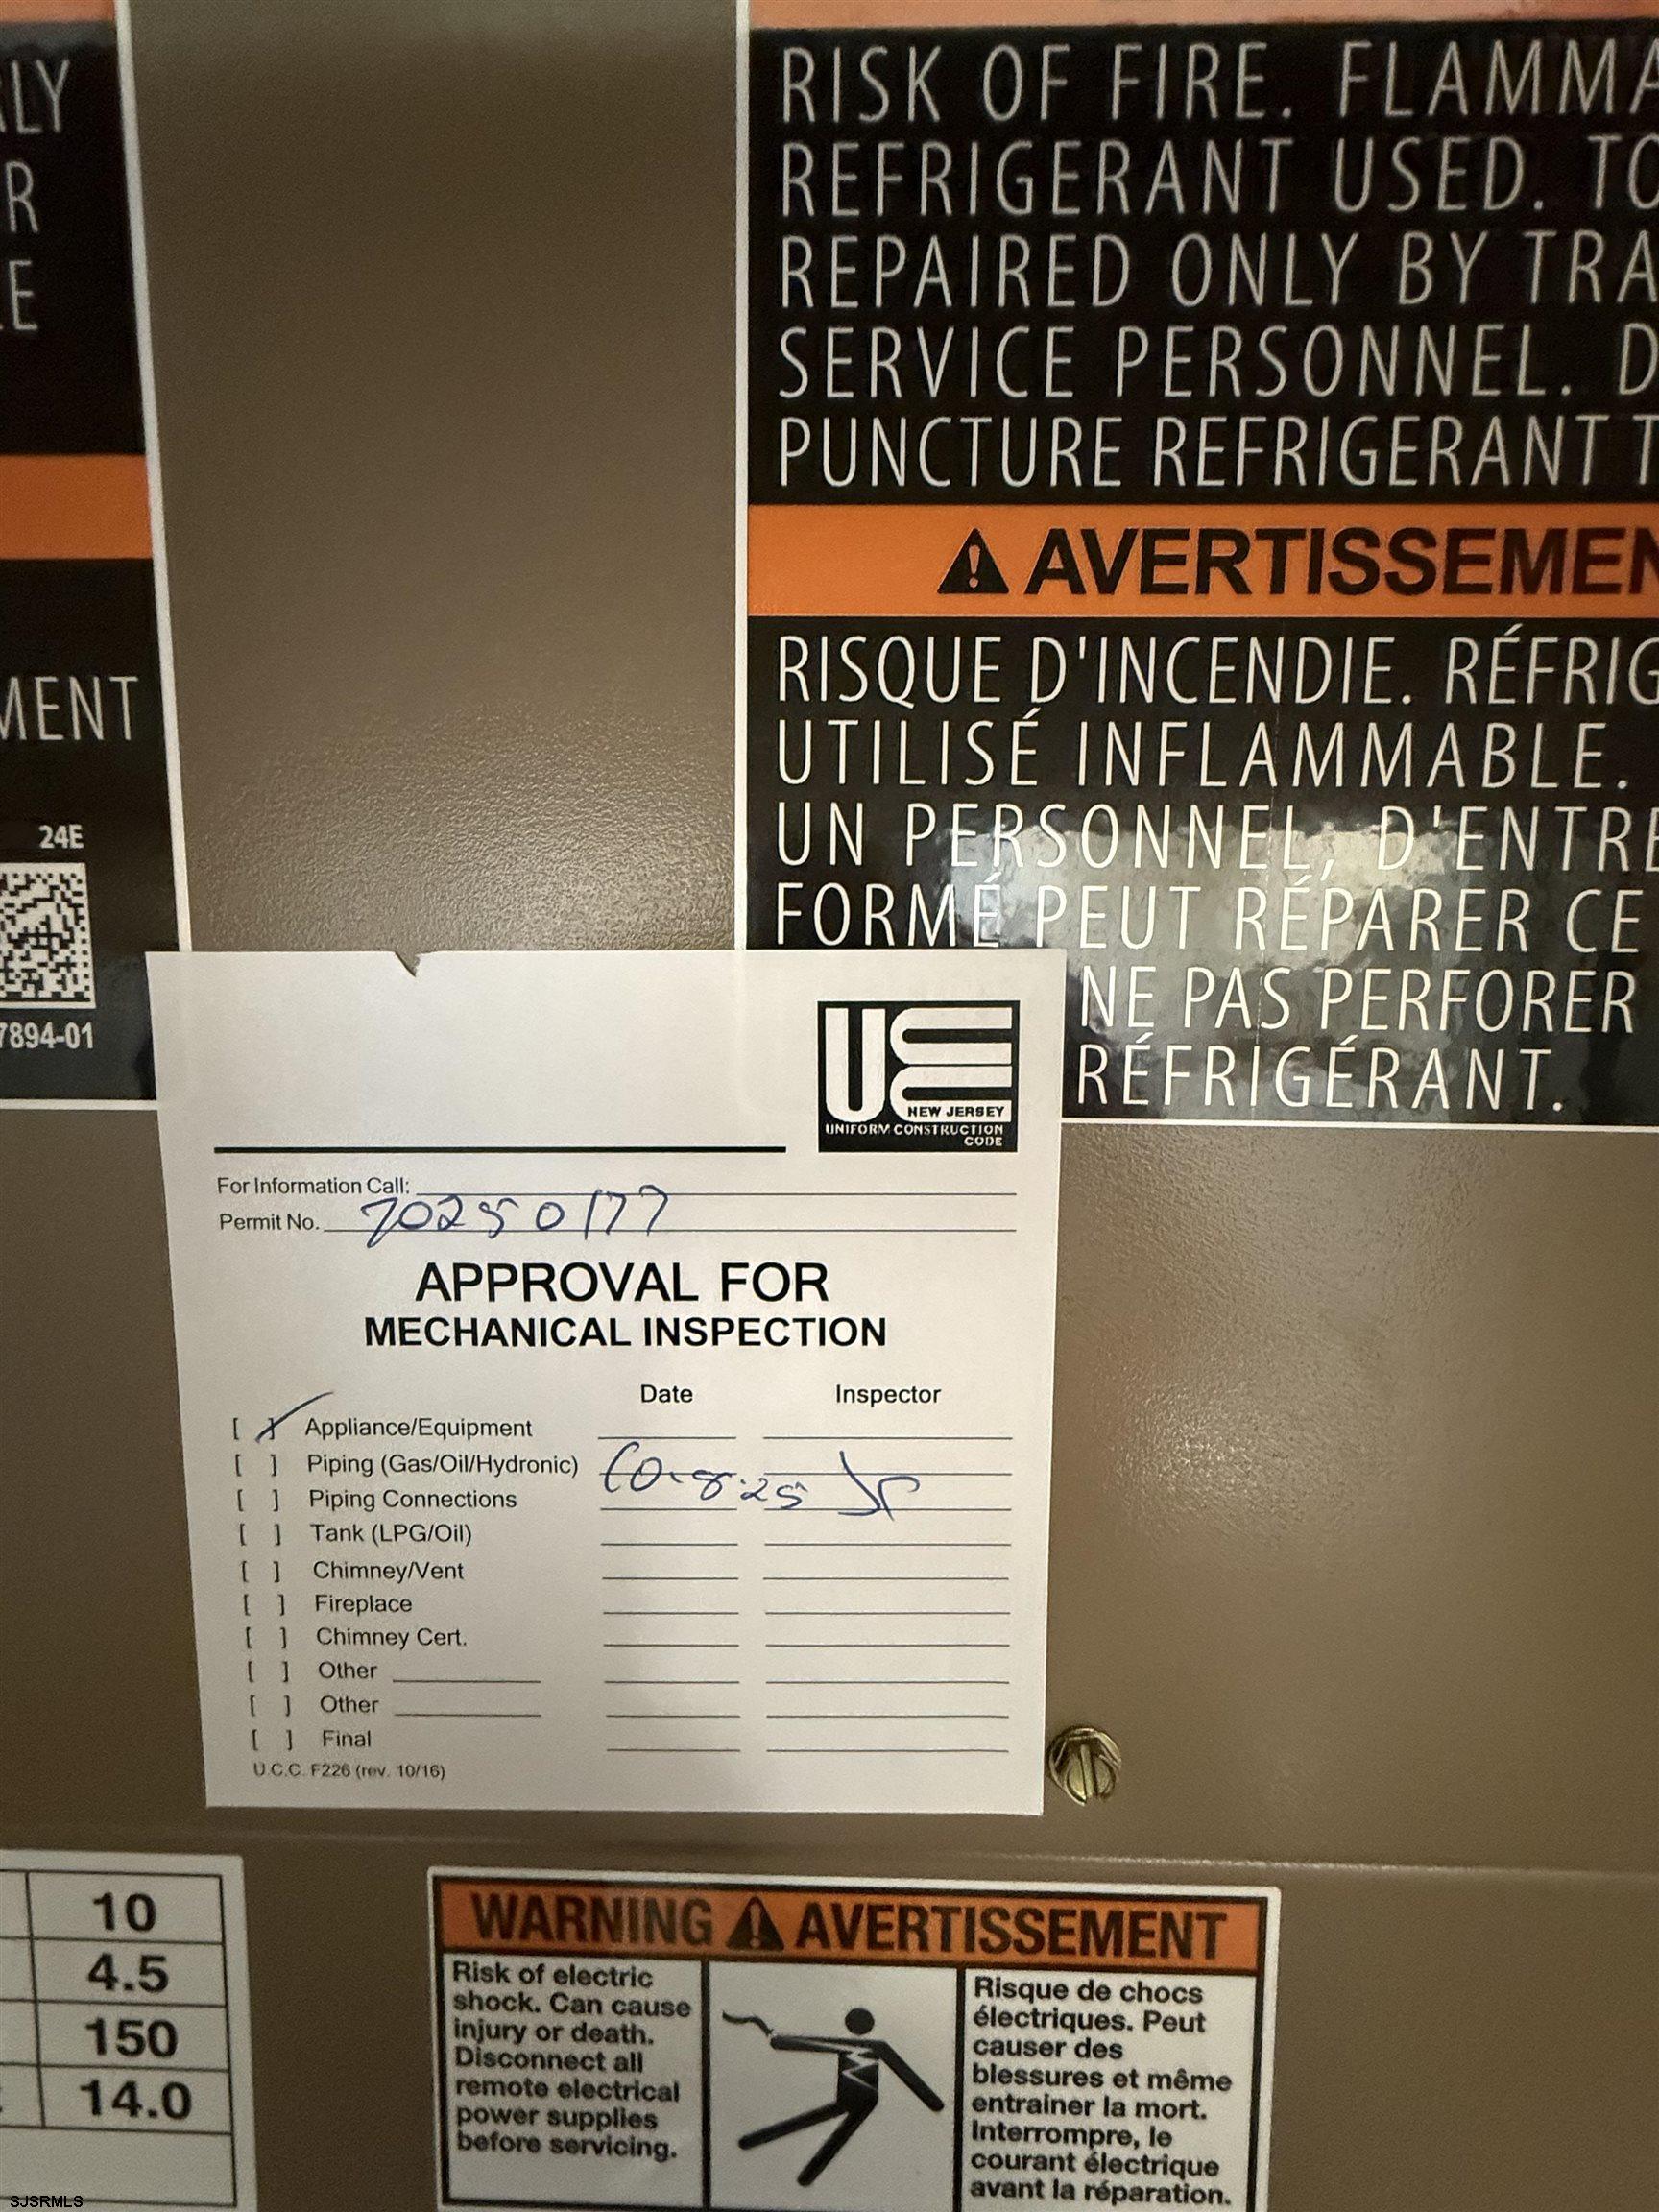 RLY
R
LE
MENT
24E
7894-01
RISK OF FIRE. FLAMMA
REFRIGERANT USED. TO
REPAIRED ONLY BY TRA
SERVICE PERSONNEL. D
PUNCTURE REFRIGERANT T
AVERTISSEMEN
RISQUE D'INCENDIE. RÉFRIG
UTILISÉ INFLAMMABLE.
UN PERSONNEL, D'ENTRE
FORMÉ PEUT RÉPARER CE
NE PAS PERFORER
RÉFRIGÉRANT.
UCC
NEW JERSEY
UNIFORM CONSTRUCTION
CODE
For Information Call:
Permit No. 20250177
APPROVAL FOR
MECHANICAL INSPECTION
Date Inspector
[ ] Appliance/Equipment
[ ] Piping (Gas/Oil/Hydronic)
10-8-25
[ ] Piping Connections
[ ] Tank (LPG/Oil)
[ ] Chimney/Vent
[ ] Fireplace
[ ] Chimney Cert.
[ ] Other
[ ] Other
[ ] Final
U.C.C. F226 (rev. 10/16)
10
4.5
150
14.0
WARNING AVERTISSEMENT
Risk of electric
shock. Can cause
injury or death.
Disconnect all
remote electrical
power supplies
before servicing.
Risque de chocs
électriques. Peut
causer des
blessures et même
entrainer la mort.
Interrompre, le
courant électrique
avant la réparation.
SJSRMLS